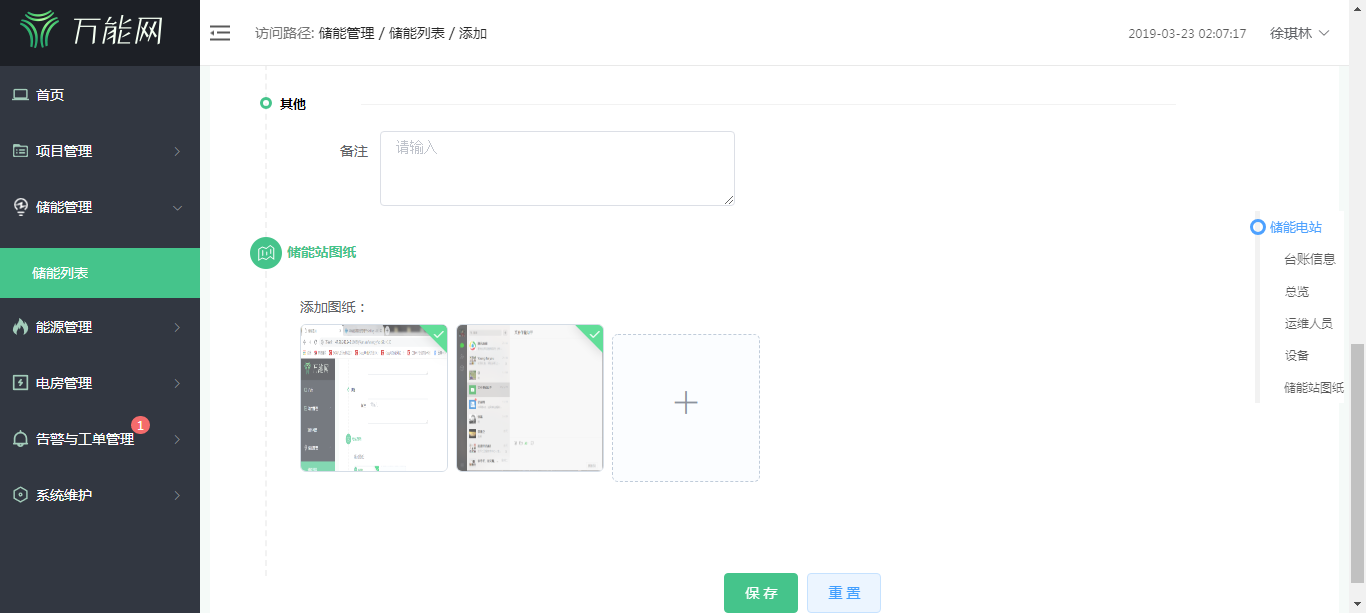 万能网
访问路径: 储能管理 / 储能列表 / 添加
2019-03-23 02:07:17
徐琪林
首页
项目管理
储能管理
储能列表
能源管理
电房管理
告警与工单管理
1
系统维护
其他
备注
请输入
储能站图纸
添加图纸：
储能电站
台账信息
总览
运维人员
设备
储能站图纸
保存
重置